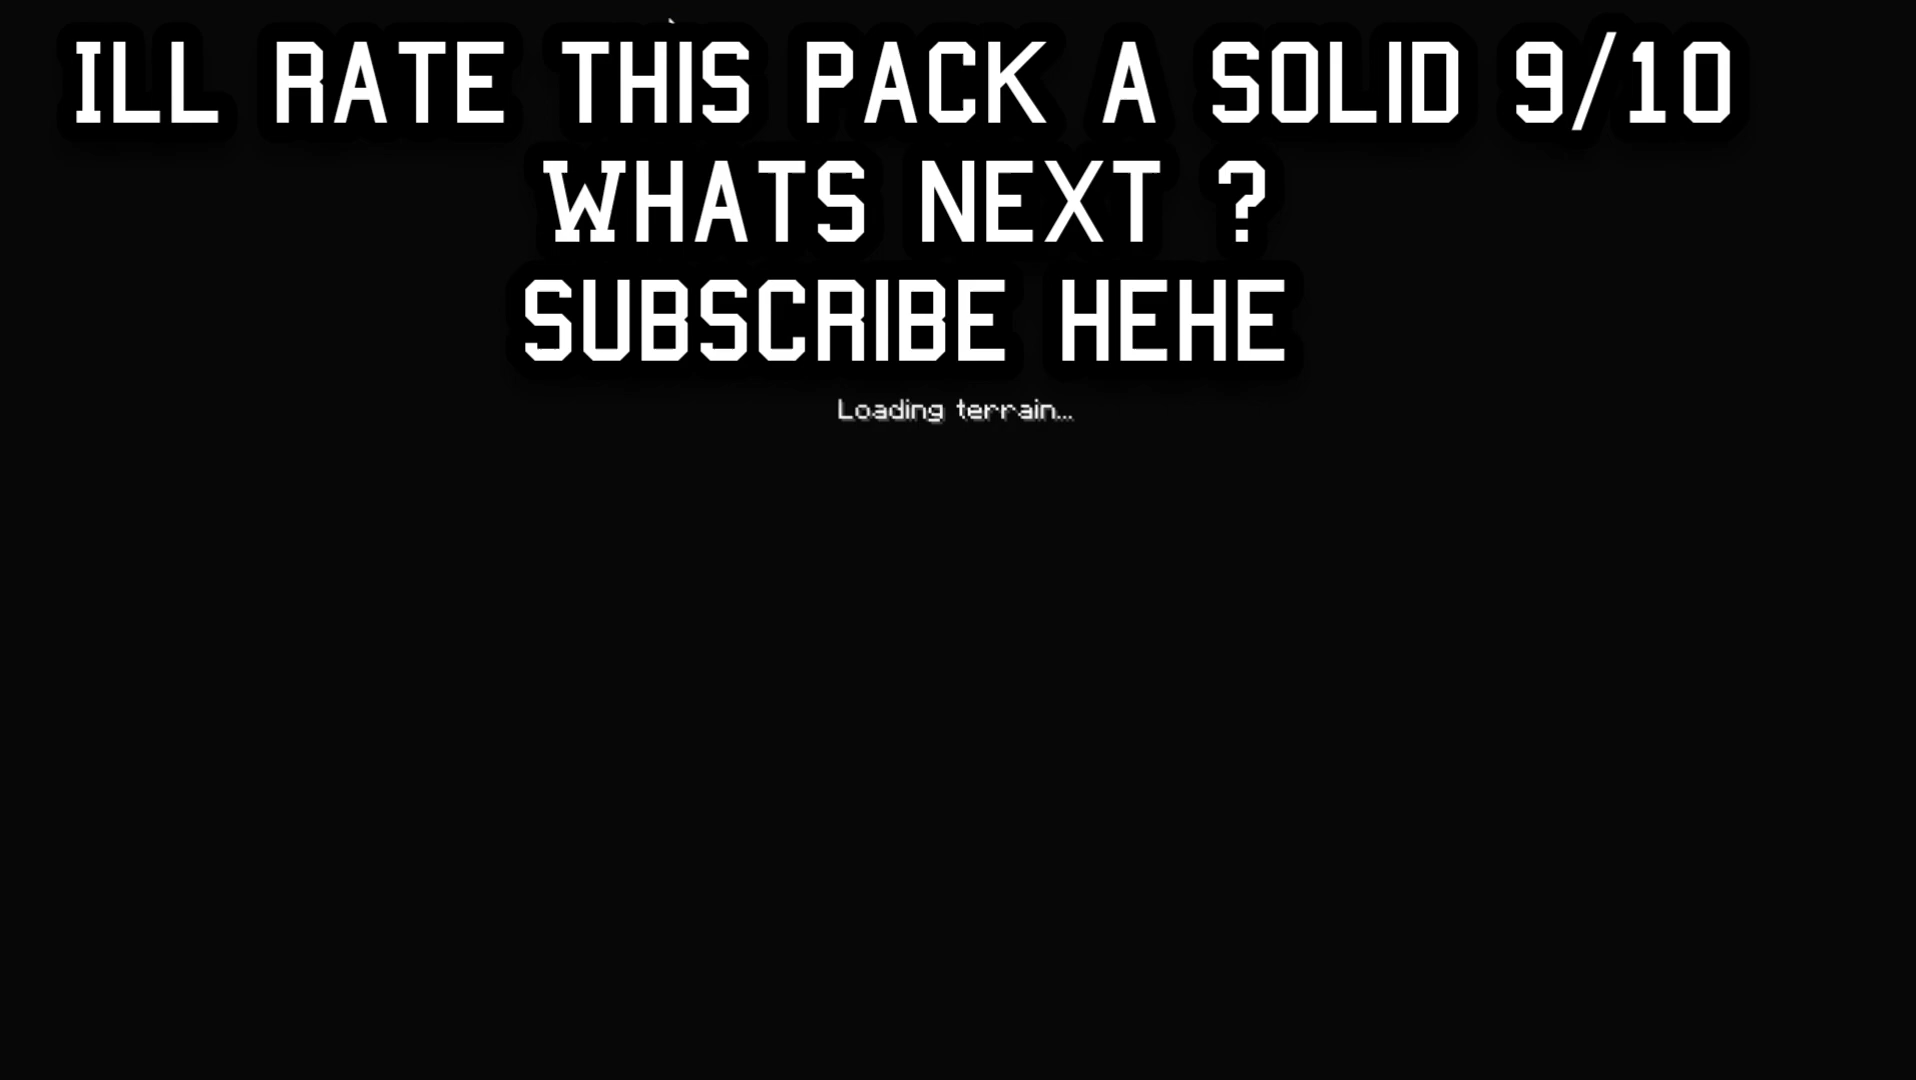 ILL RATE THIS PACK A SOLID 9/10
WHATS NEXT ?
SUBSCRIBE HEHE
Loading terrain...